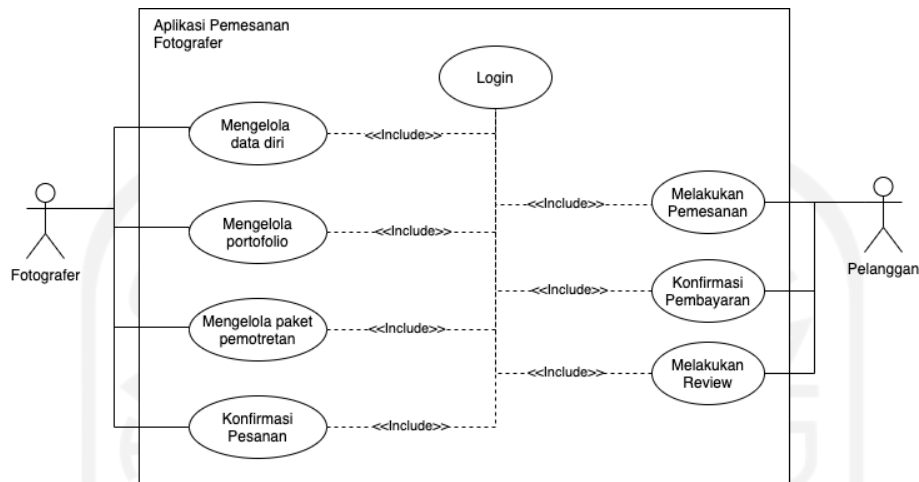 Aplikasi Pemesanan
Fotografer
Login
Mengelola
data diri
<<Include>>
Melakukan
Pemesanan
<<Include>>
Mengelola
portofolio
<<Include>>
Fotografer
Pelanggan
Konfirmasi
Pembayaran
<<Include>>
Mengelola paket
pemotretan
<<Include>>
Melakukan
Review
<<Include>>
Konfirmasi
Pesanan
<<Include>>